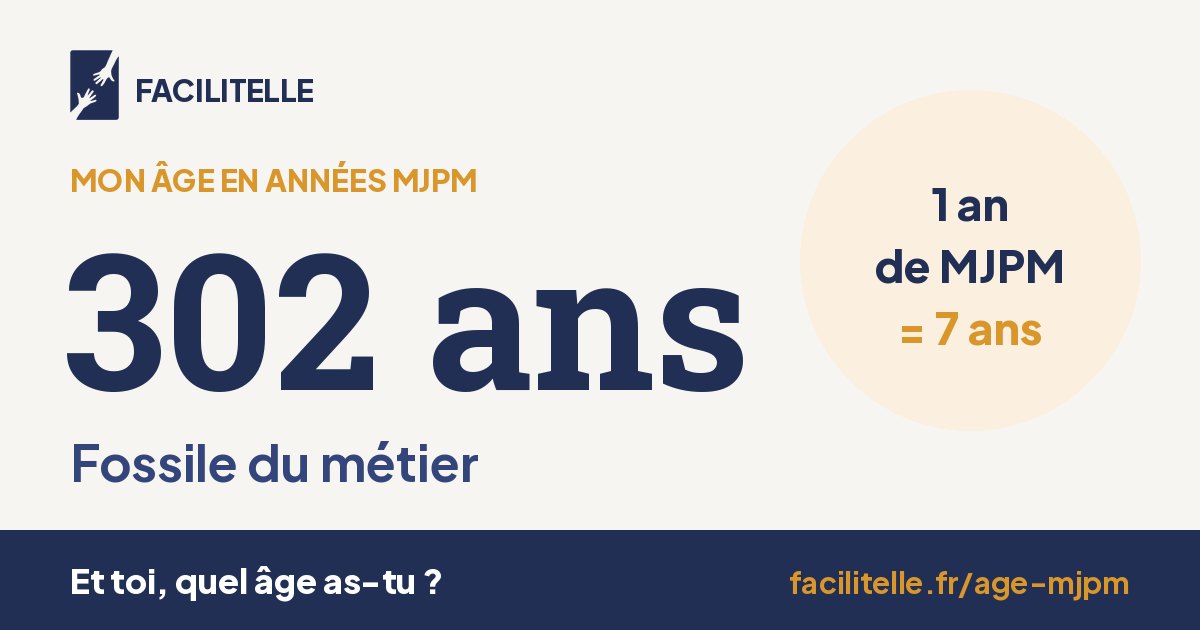 FACILITELLE
MON ÂGE EN ANNÉES MJPM
302 ans
Fossile du métier
1 an
de MJPM
= 7 ans
Et toi, quel âge as-tu ?
facilitelle.fr/age-mjpm